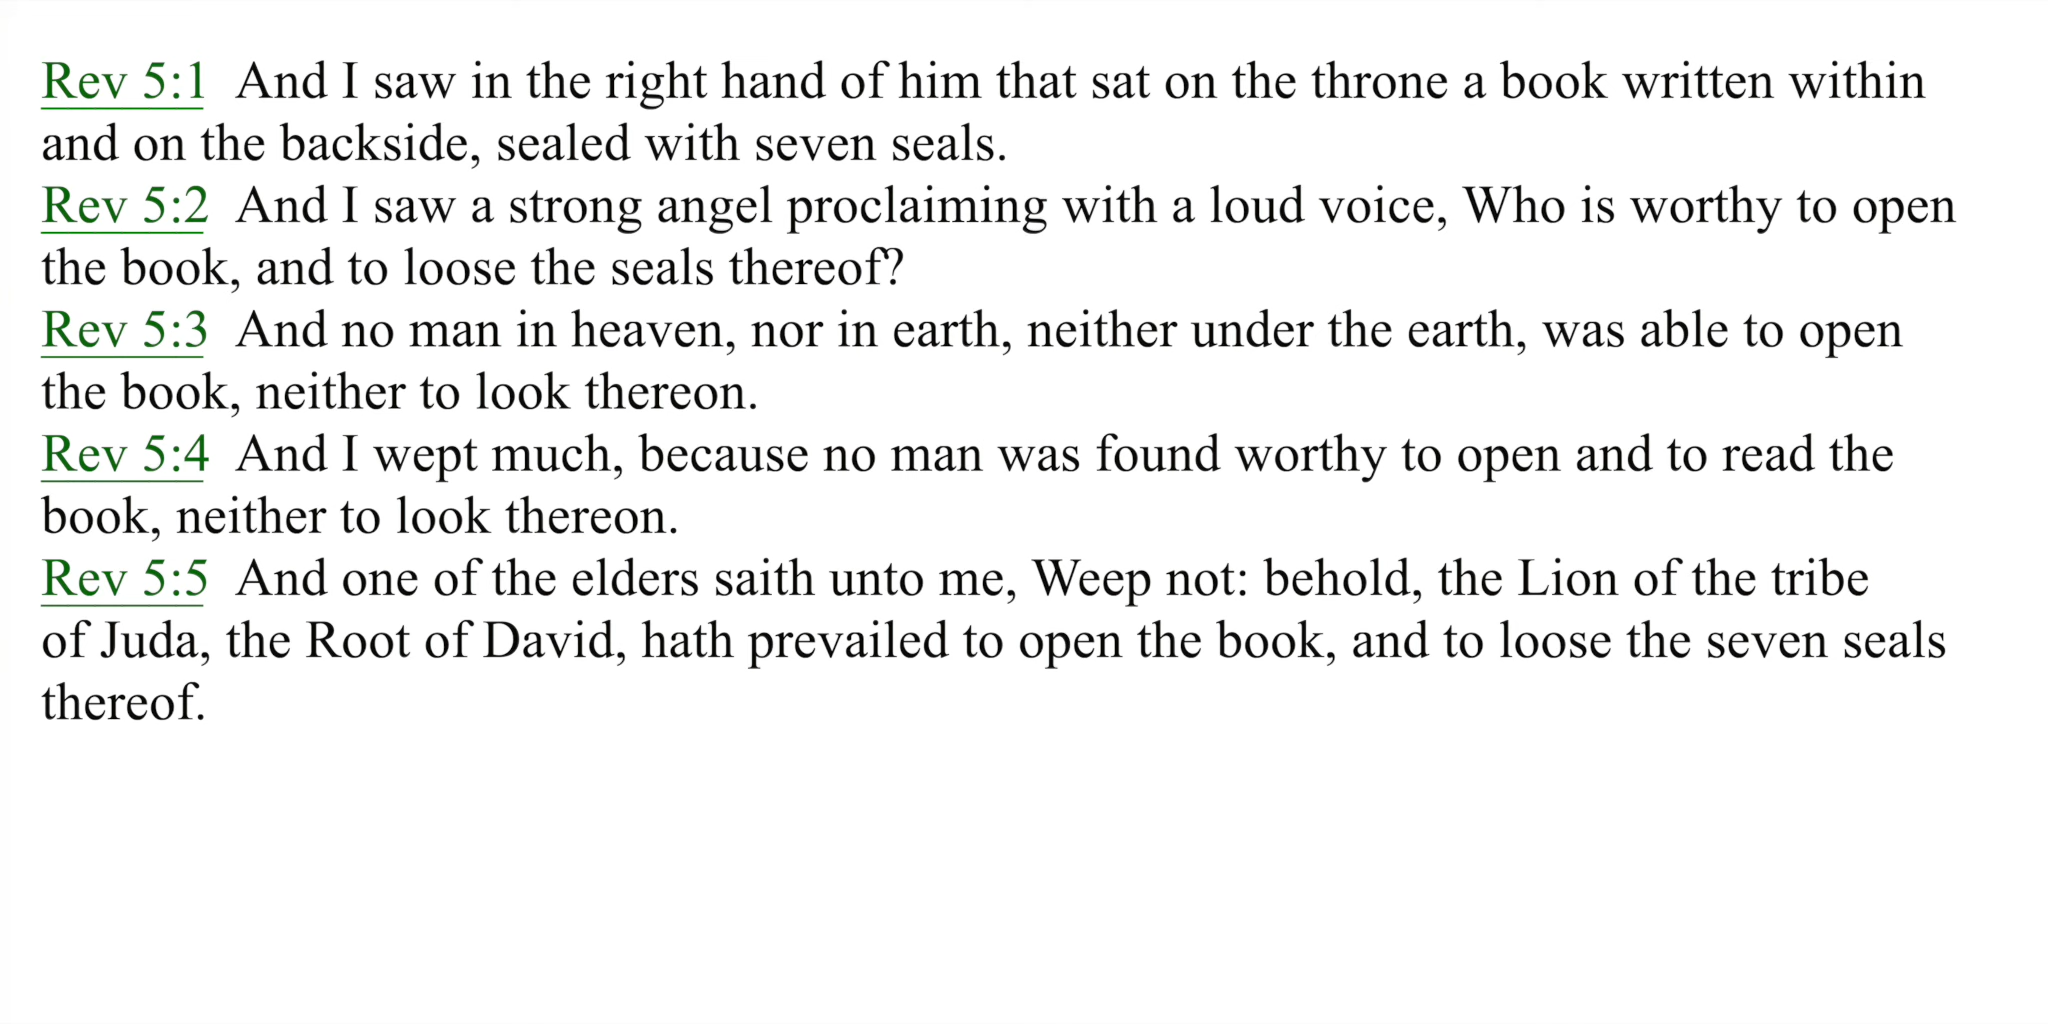 Rev 5:1 And I saw in the right hand of him that sat on the throne a book written within
and on the backside, sealed with seven seals.
Rev 5:2 And I saw a strong angel proclaiming with a loud voice, Who is worthy to open
the book, and to loose the seals thereof?
Rev 5:3 And no man in heaven, nor in earth, neither under the earth, was able to open
the book, neither to look thereon.
Rev 5:4 And I wept much, because no man was found worthy to open and to read the
book, neither to look thereon.
Rev 5:5 And one of the elders saith unto me, Weep not: behold, the Lion of the tribe
of Juda, the Root of David, hath prevailed to open the book, and to loose the seven seals
thereof.